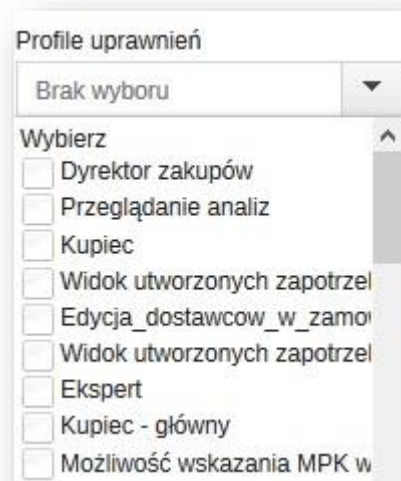 Profile uprawnień
Brak wyboru
Wybierz
Dyrektor zakupów
Przeglądanie analiz
Kupiec
Widok utworzonych zapotrzel
Edycja_dostawcow_w_zamo
Widok utworzonych zapotrzel
Ekspert
Kupiec - główny
Możliwość wskazania MPK w